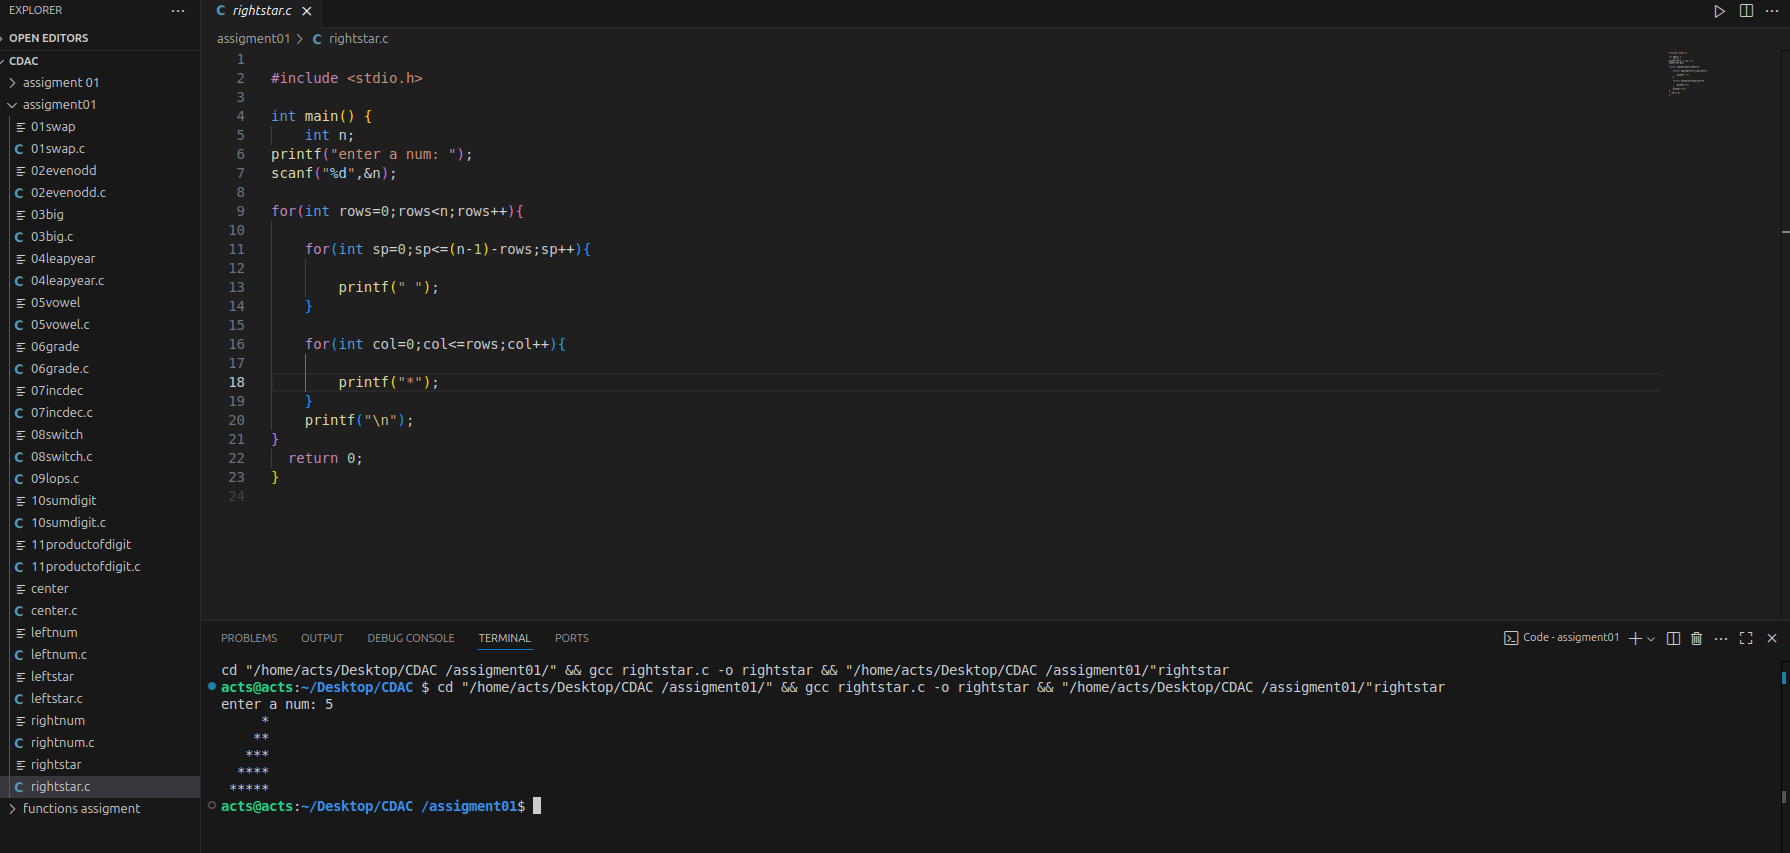 EXPLORER
OPEN EDITORS
CDAC
assigment 01
assigment01
01swap
01swap.c
02evenodd
02evenodd.c
03big
03big.c
04leapyear
04leapyear.c
05vowel
05vowel.c
06grade
06grade.c
07incdec
07incdec.c
08switch
08switch.c
09lops.c
10sumdigit
10sumdigit.c
11productofdigit
11productofdigit.c
center
center.c
leftnum
leftnum.c
leftstar
leftstar.c
rightnum
rightnum.c
rightstar
rightstar.c
functions assigment
rightstar.c
assigment01 > rightstar.c
1
2 #include <stdio.h>
3
4 int main() {
5     int n;
6 printf("enter a num: ");
7 scanf("%d",&n);
8
9 for(int rows=0;rows<n;rows++){
10
11     for(int sp=0;sp<=(n-1)-rows;sp++){
12
13         printf(" ");
14     }
15
16     for(int col=0;col<=rows;col++){
17
18         printf("*");
19     }
20     printf("\n");
21 }
22   return 0;
23 }
24
PROBLEMS OUTPUT DEBUG CONSOLE TERMINAL PORTS
Code - assigment01
cd "/home/acts/Desktop/CDAC /assigment01/" && gcc rightstar.c -o rightstar && "/home/acts/Desktop/CDAC /assigment01/"rightstar
acts@acts:~/Desktop/CDAC $ cd "/home/acts/Desktop/CDAC /assigment01/" && gcc rightstar.c -o rightstar && "/home/acts/Desktop/CDAC /assigment01/"rightstar
enter a num: 5
     *
    **
   ***
  ****
 *****
acts@acts:~/Desktop/CDAC /assigment01$